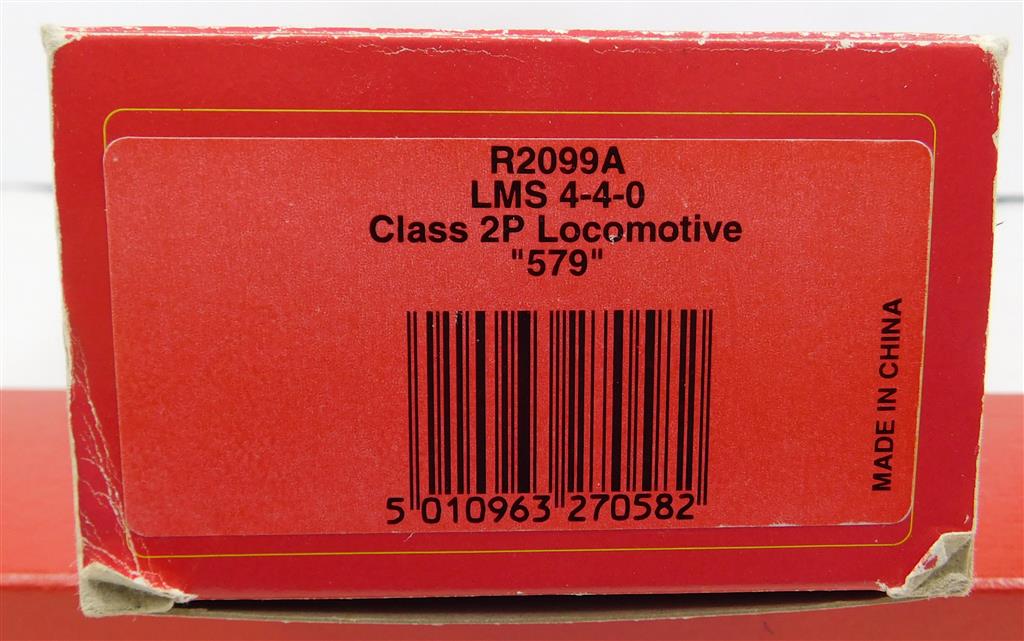 R2099A
LMS 4-4-0
Class 2P Locomotive
"579"
MADE IN CHINA
5 010963 270582